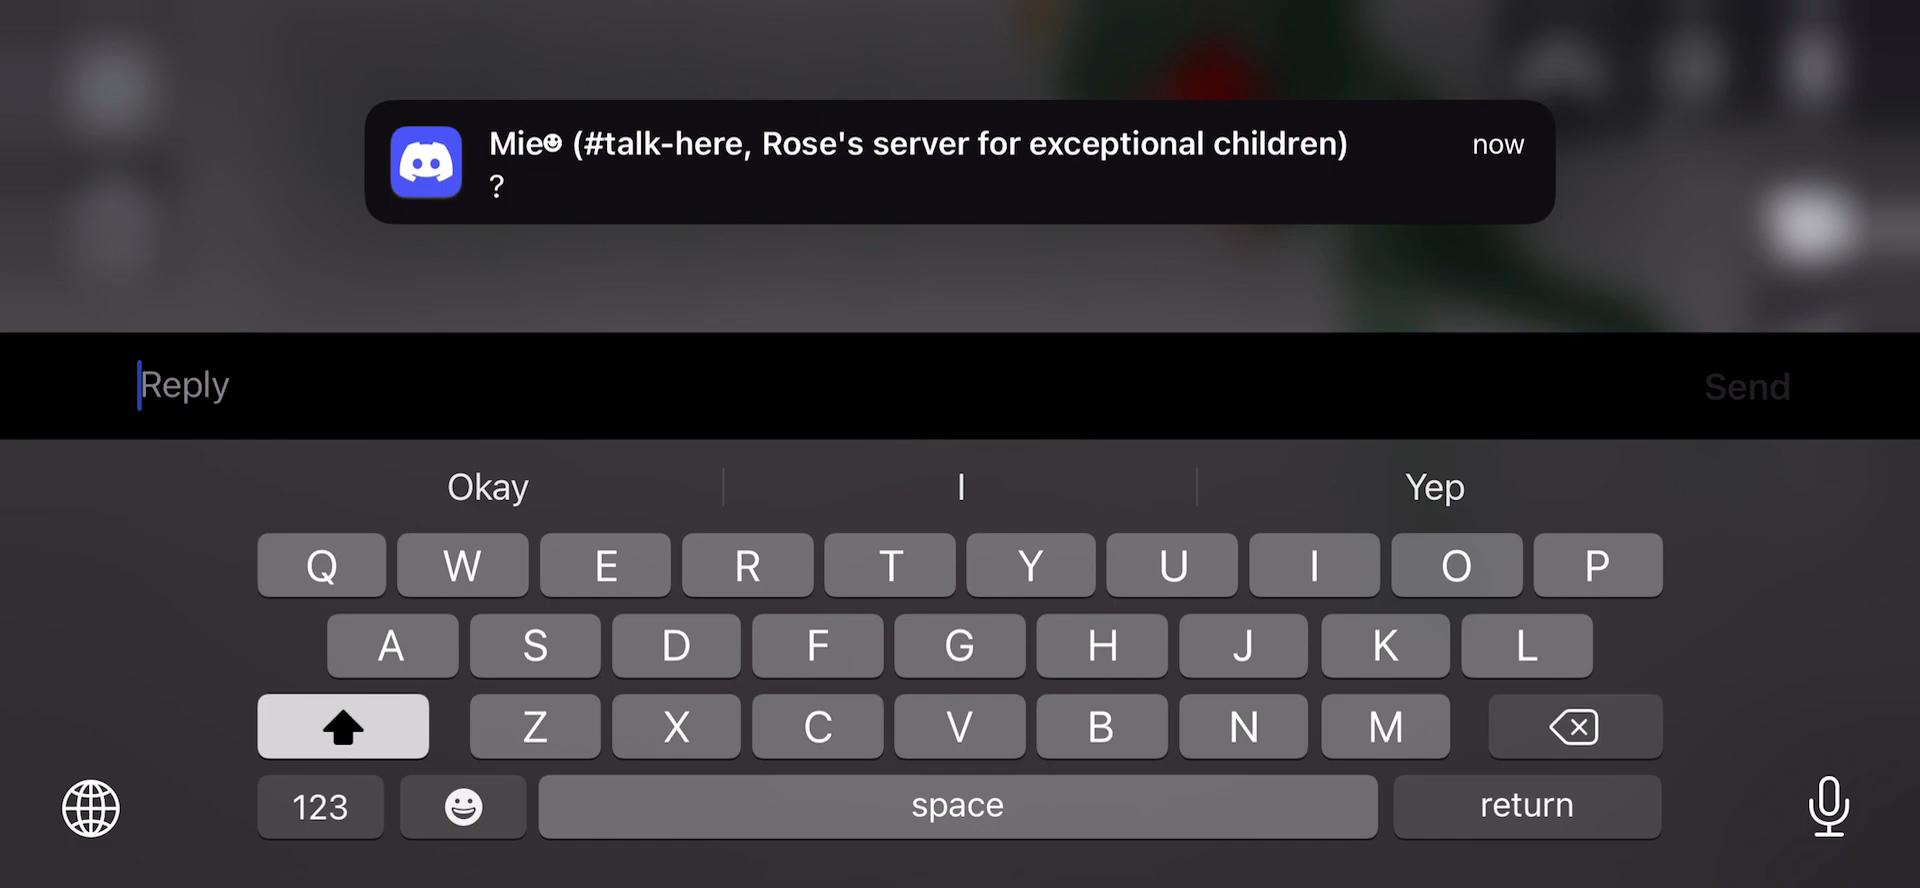 Mie☻ (#talk-here, Rose's server for exceptional children)
now
?
Reply
Send
Okay
I
Yep
Q W E R T Y U I O P
A S D F G H J K L
Z X C V B N M
123
space
return